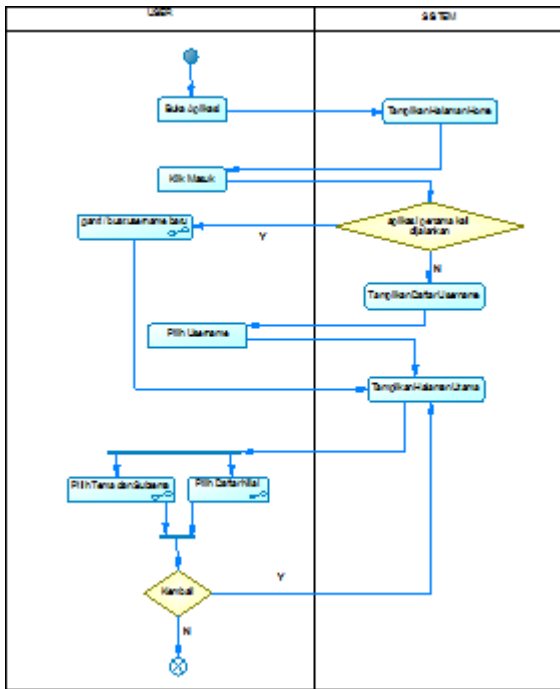 USER
SISTEM
Buka Aplikasi
Tampilkan Halaman Home
Klik Masuk
aplikasi pertama kali
dijalankan
ganti / buat username baru
Y
N
Tampilkan Daftar Username
Pilih Username
Tampilkan Halaman Utama
Pilih Tema dan Subtema
Pilih Daftar Nilai
Kembali
Y
N